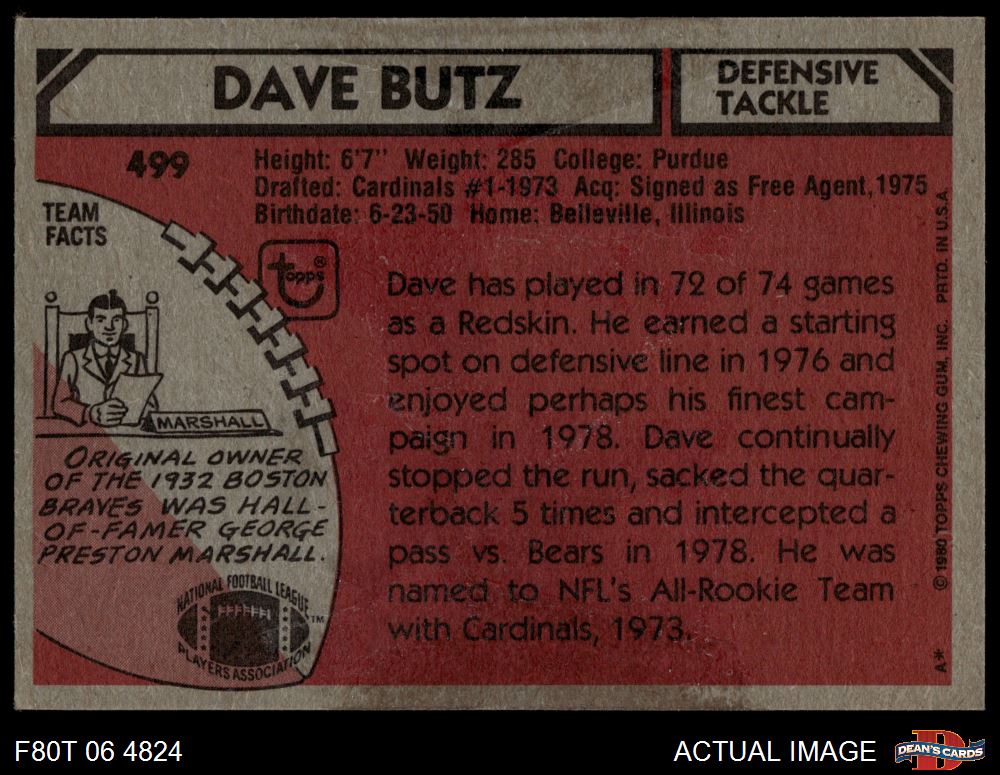 DAVE BUTZ
DEFENSIVE
TACKLE
499
Height: 6'7" Weight: 285 College: Purdue
Drafted: Cardinals #1-1973 Acq: Signed as Free Agent, 1975
Birthdate: 6-23-50 Home: Belleville, Illinois
TEAM
FACTS
MARSHALL
ORIGINAL OWNER
OF THE 1932 BOSTON
BRAVES WAS HALL-
OF-FAMER GEORGE
PRESTON MARSHALL.
NATIONAL FOOTBALL LEAGUE
PLAYERS ASSOCIATION
TM
topps®
Dave has played in 72 of 74 games
as a Redskin. He earned a starting
spot on defensive line in 1976 and
enjoyed perhaps his finest cam-
paign in 1978. Dave continually
stopped the run, sacked the quar-
terback 5 times and intercepted a
pass vs. Bears in 1978. He was
named to NFL's All-Rookie Team
with Cardinals, 1973.
A* © 1980 TOPPS CHEWING GUM, INC. PRTD. IN U.S.A.
F80T 06 4824
ACTUAL IMAGE
DEAN'S CARDS